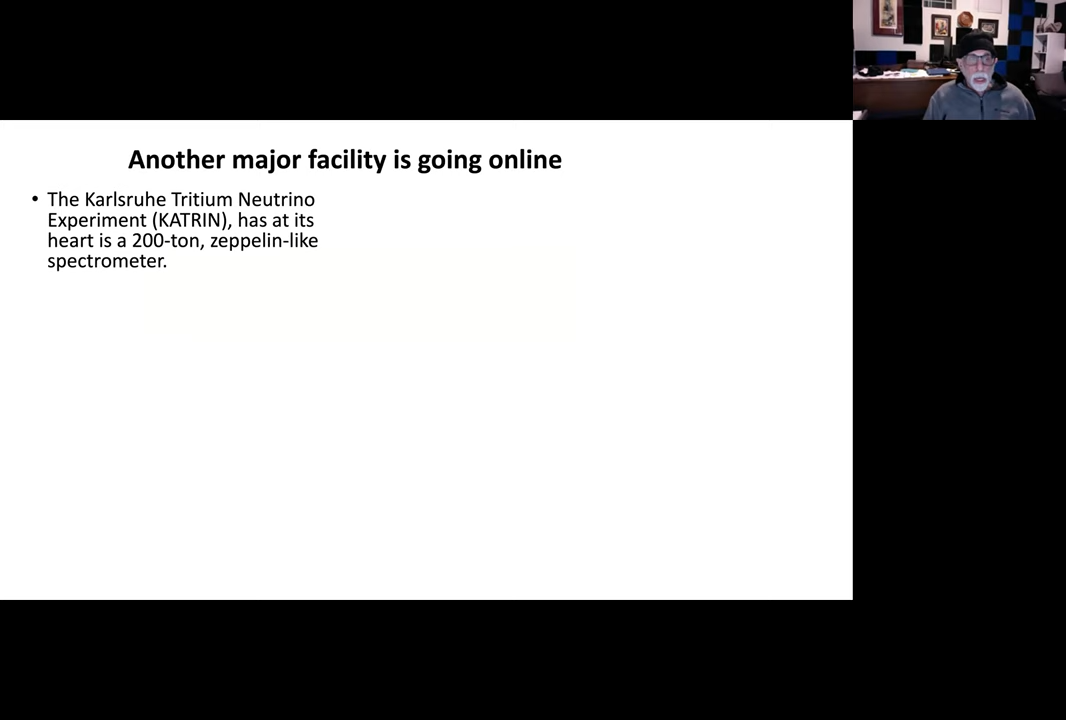 Another major facility is going online
• The Karlsruhe Tritium Neutrino
Experiment (KATRIN), has at its
heart is a 200-ton, zeppelin-like
spectrometer.